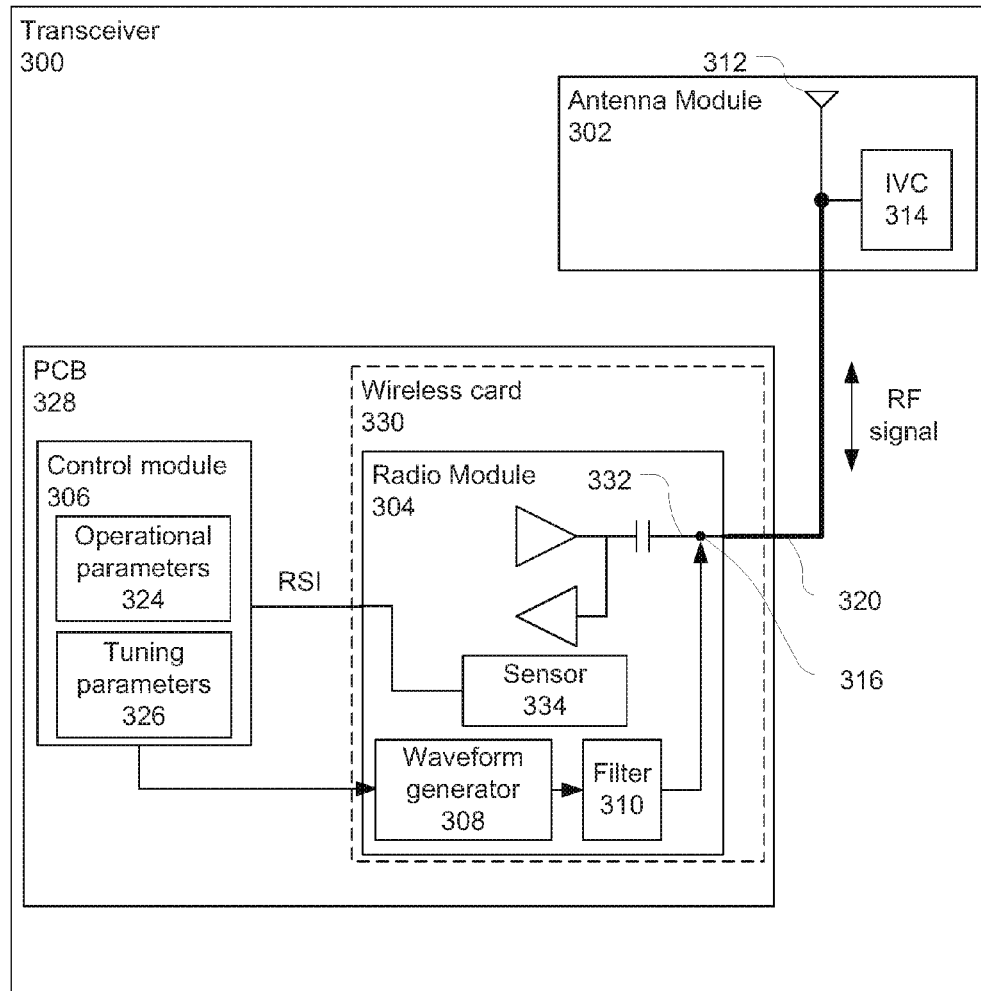 Transceiver
300
312
Antenna Module
302
IVC
314
PCB
328
Wireless card
330
RF
signal
Control module
306
Radio Module
304
332
Operational
parameters
324
RSI
320
Tuning
parameters
326
Sensor
334
316
Waveform
generator
308
Filter
310